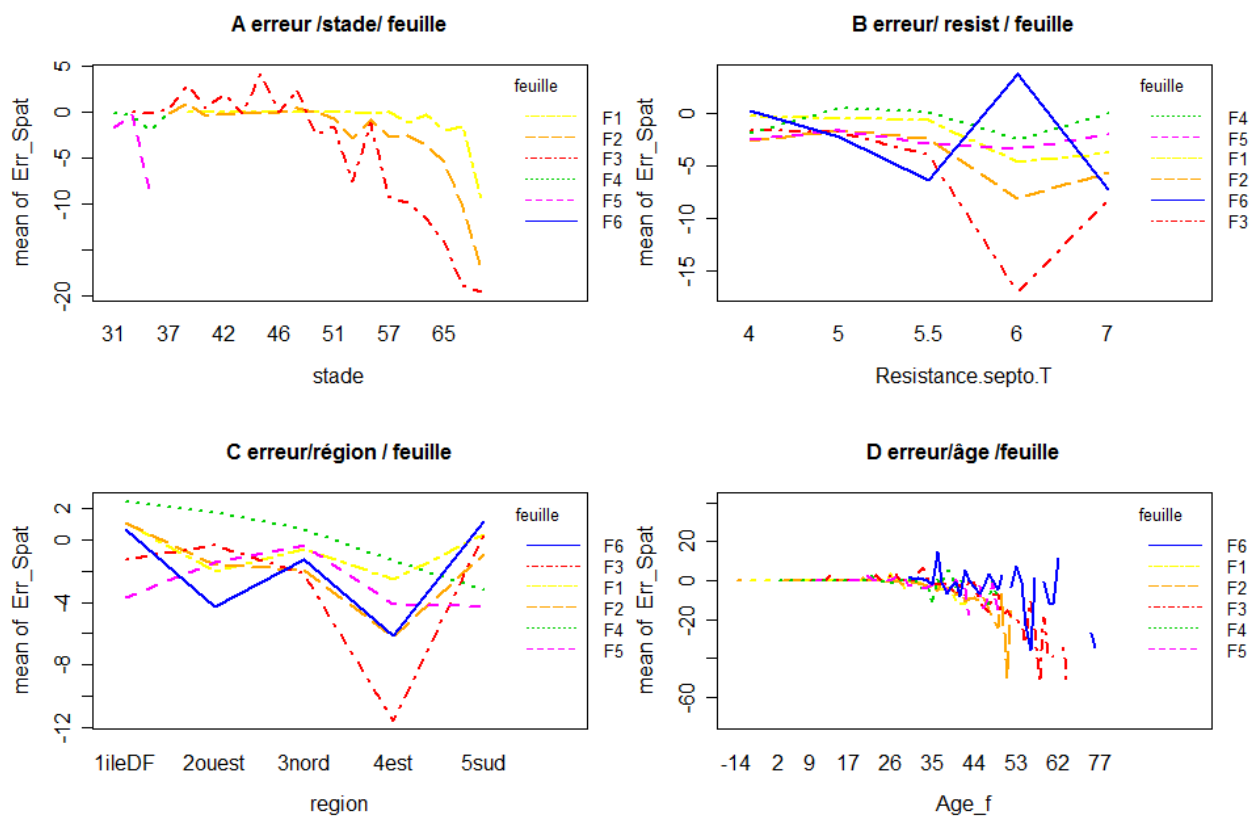 A erreur /stade/ feuille
mean of Err_Spat
5
0
-5
-10
-20
31 37 42 46 51 57 65
stade
feuille
F1
F2
F3
F4
F5
F6
B erreur/ resist / feuille
mean of Err_Spat
0
-5
-10
-15
4 5 5.5 6 7
Resistance.septo.T
feuille
F4
F5
F1
F2
F6
F3
C erreur/région / feuille
mean of Err_Spat
2
0
-4
-8
-12
1ileDF 2ouest 3nord 4est 5sud
region
feuille
F6
F3
F1
F2
F4
F5
D erreur/âge /feuille
mean of Err_Spat
20
0
-20
-60
-14 2 9 17 26 35 44 53 62 77
Age_f
feuille
F6
F1
F2
F3
F4
F5